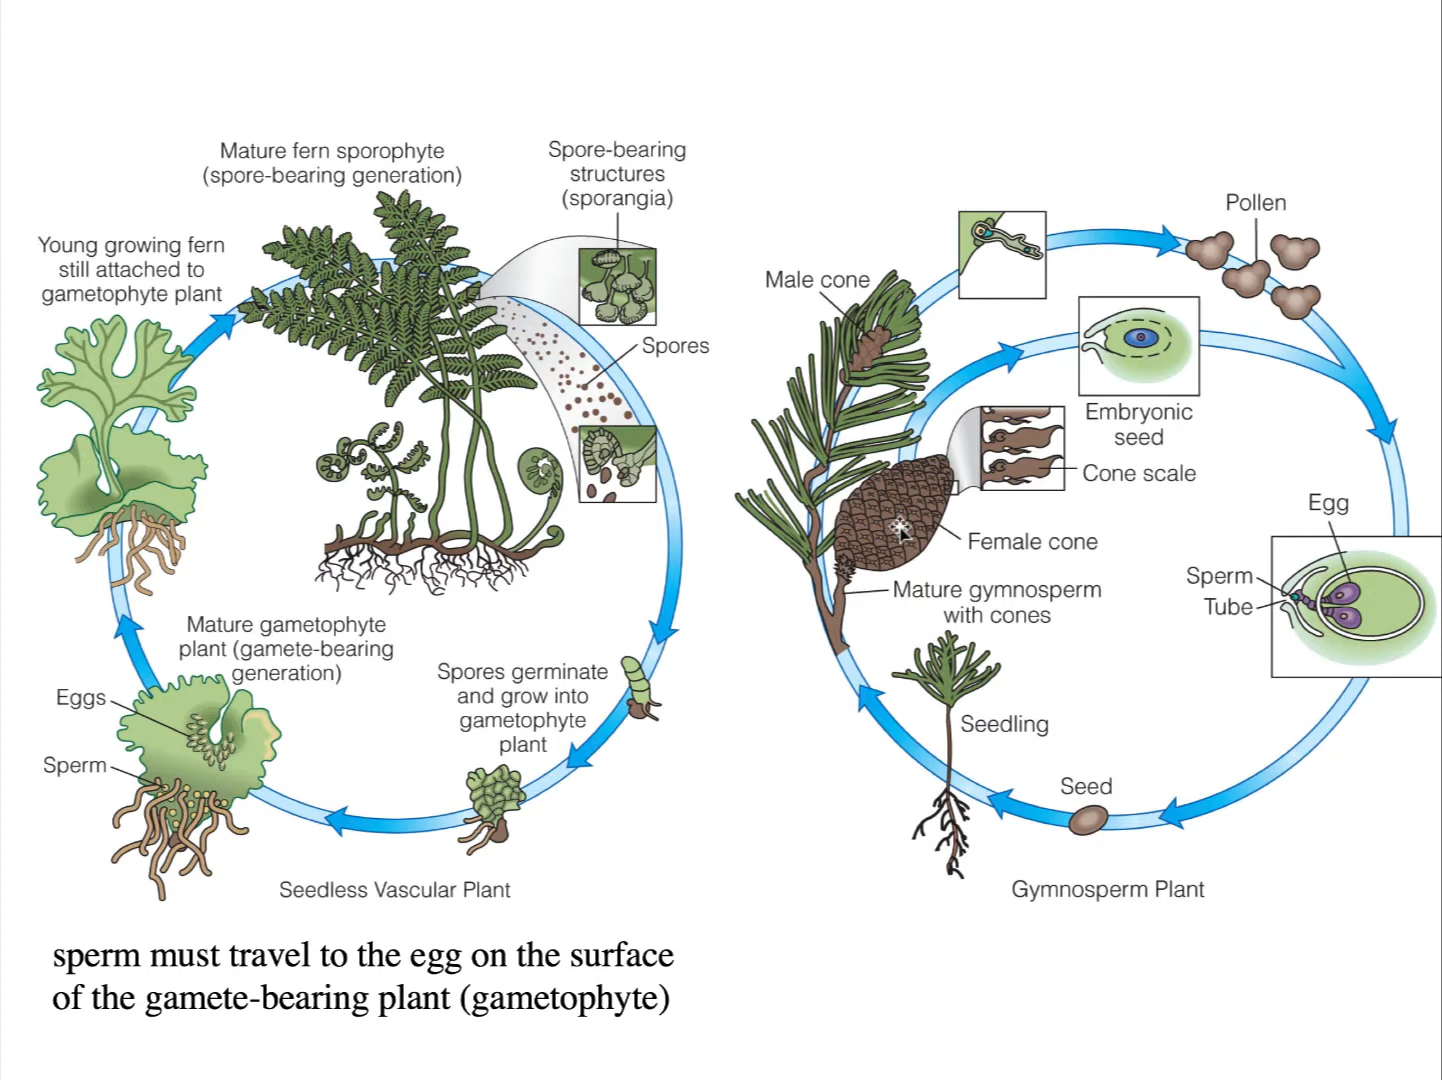 Mature fern sporophyte
(spore-bearing generation)
Spore-bearing
structures
(sporangia)
Young growing fern
still attached to
gametophyte plant
Spores
Mature gametophyte
plant (gamete-bearing
generation)
Eggs
Sperm
Spores germinate
and grow into
gametophyte
plant
Seedless Vascular Plant
sperm must travel to the egg on the surface
of the gamete-bearing plant (gametophyte)
Pollen
Male cone
Embryonic
seed
Cone scale
Egg
Female cone
Sperm
Tube
Mature gymnosperm
with cones
Seedling
Seed
Gymnosperm Plant